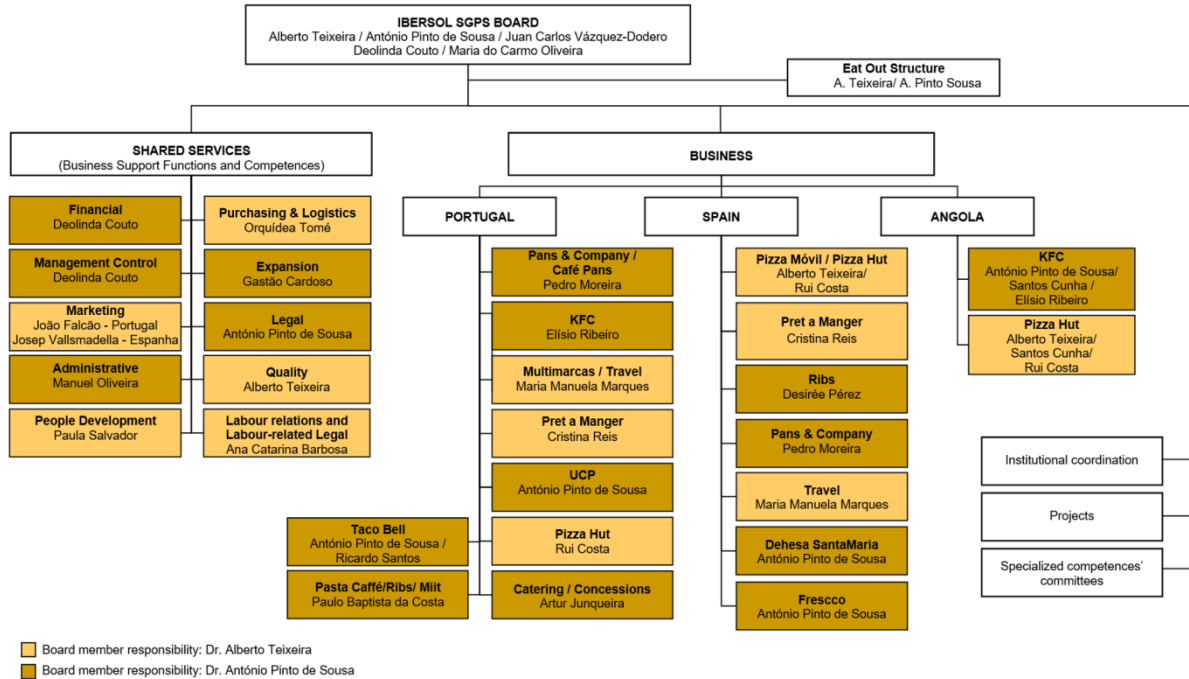 IBERSOL SGPS BOARD
Alberto Teixeira / António Pinto de Sousa / Juan Carlos Vázquez-Dodero
Deolinda Couto / Maria do Carmo Oliveira
Eat Out Structure
A. Teixeira/ A. Pinto Sousa
SHARED SERVICES
(Business Support Functions and Competences)
Financial
Deolinda Couto
Purchasing & Logistics
Orquídea Tomé
Management Control
Deolinda Couto
Expansion
Gastão Cardoso
Marketing
João Falcão - Portugal
Josep Vallsmadella - Espanha
Legal
António Pinto de Sousa
Administrative
Manuel Oliveira
Quality
Alberto Teixeira
People Development
Paula Salvador
Labour relations and
Labour-related Legal
Ana Catarina Barbosa
BUSINESS
PORTUGAL
Pans & Company /
Café Pans
Pedro Moreira
KFC
Elísio Ribeiro
Multimarcas / Travel
Maria Manuela Marques
Pret a Manger
Cristina Reis
UCP
António Pinto de Sousa
Taco Bell
António Pinto de Sousa /
Ricardo Santos
Pizza Hut
Rui Costa
Pasta Caffé/Ribs/ Miit
Paulo Baptista da Costa
Catering / Concessions
Artur Junqueira
SPAIN
Pizza Móvil / Pizza Hut
Alberto Teixeira/
Rui Costa
Pret a Manger
Cristina Reis
Ribs
Desirée Pérez
Pans & Company
Pedro Moreira
Travel
Maria Manuela Marques
Dehesa SantaMaria
António Pinto de Sousa
Frescco
António Pinto de Sousa
ANGOLA
KFC
António Pinto de Sousa/
Santos Cunha /
Elísio Ribeiro
Pizza Hut
Alberto Teixeira/
Santos Cunha/
Rui Costa
Institutional coordination
Projects
Specialized competences'
committees
Board member responsibility: Dr. Alberto Teixeira
Board member responsibility: Dr. António Pinto de Sousa